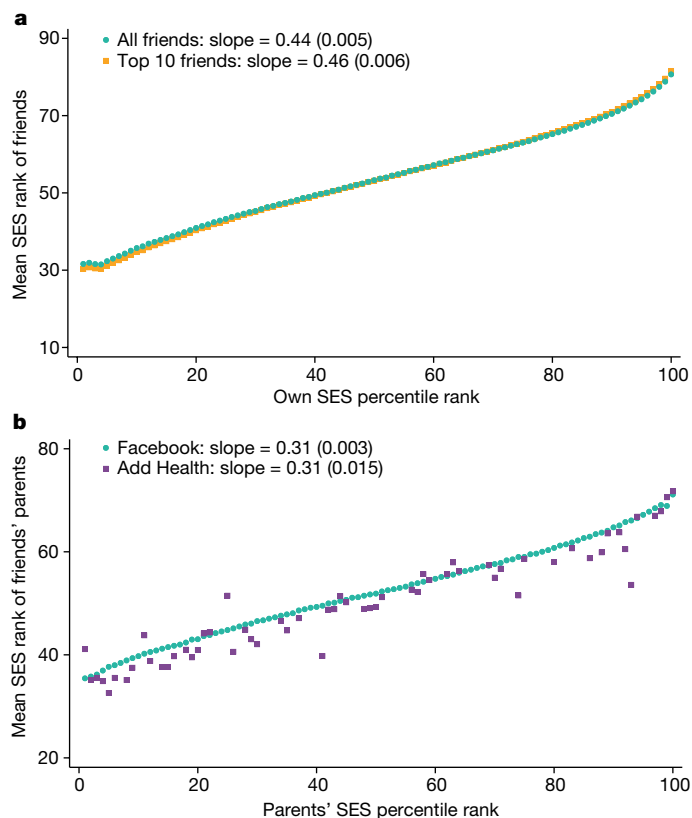 a
90
All friends: slope = 0.44 (0.005)
Top 10 friends: slope = 0.46 (0.006)
70
50
30
10
Mean SES rank of friends
0 20 40 60 80 100
Own SES percentile rank
b
80
Facebook: slope = 0.31 (0.003)
Add Health: slope = 0.31 (0.015)
60
40
20
Mean SES rank of friends' parents
0 20 40 60 80 100
Parents' SES percentile rank